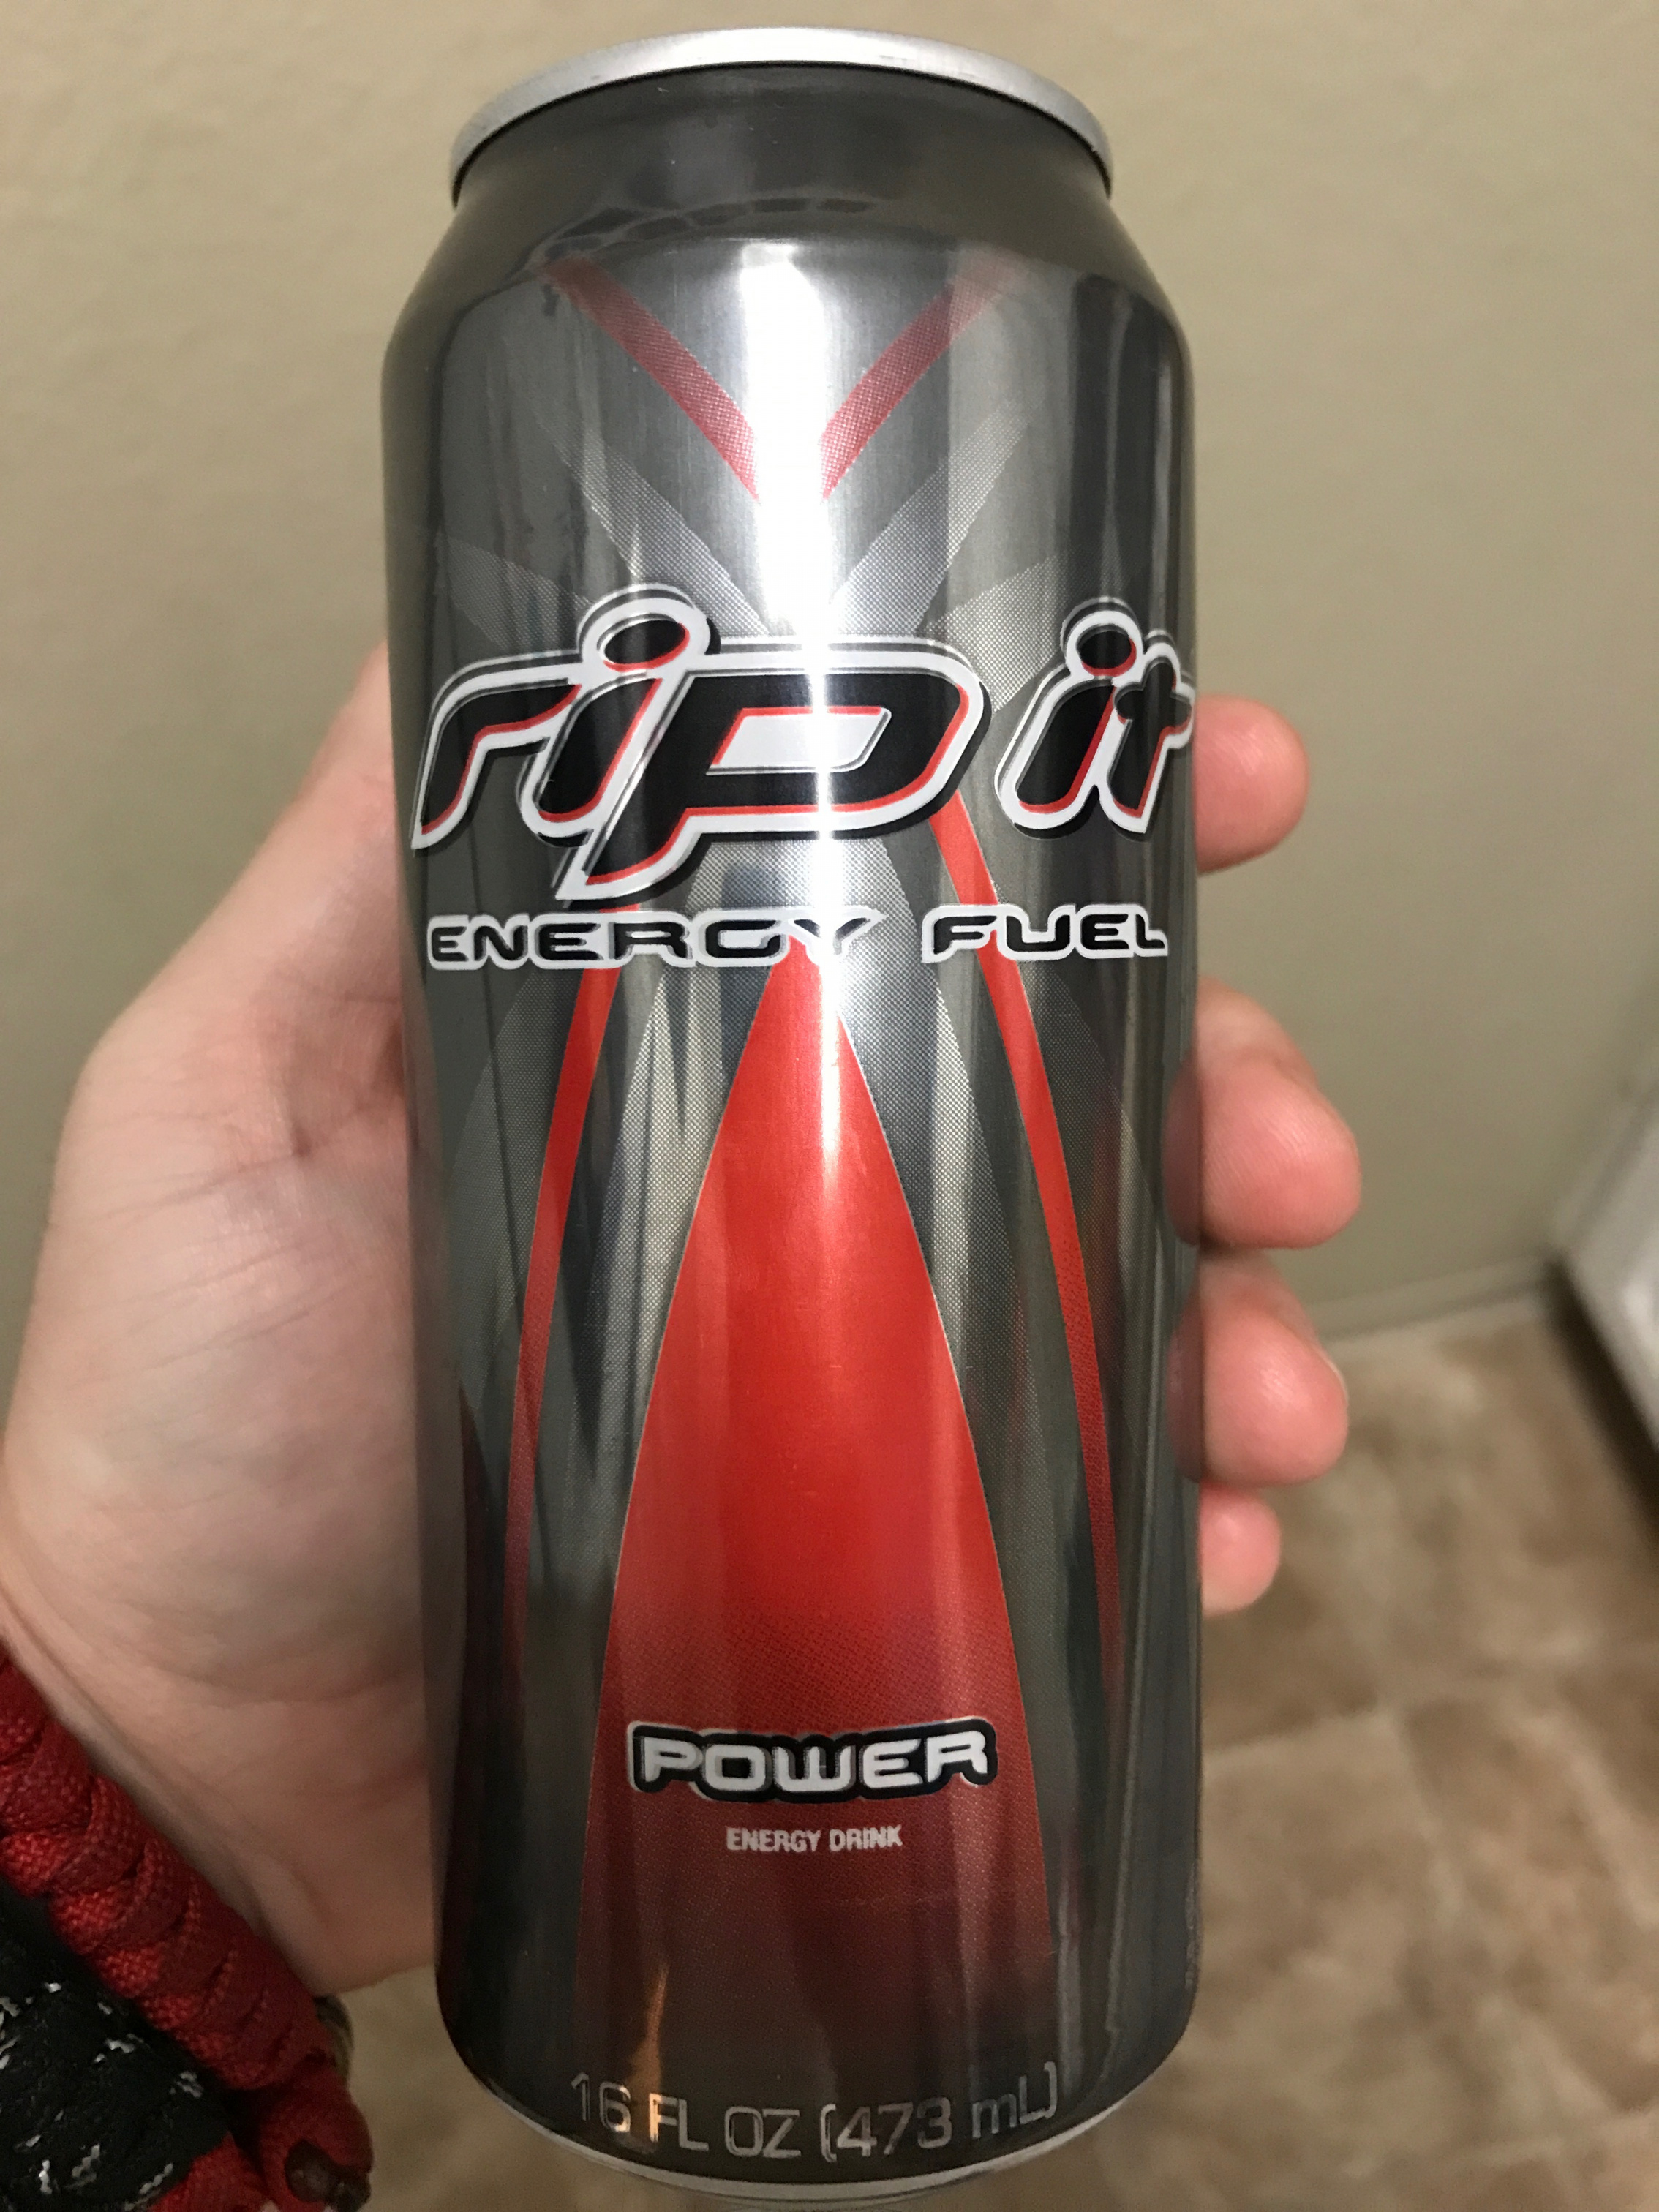 rip it
ENERGY FUEL
POWER
ENERGY DRINK
16 FL OZ (473 mL)